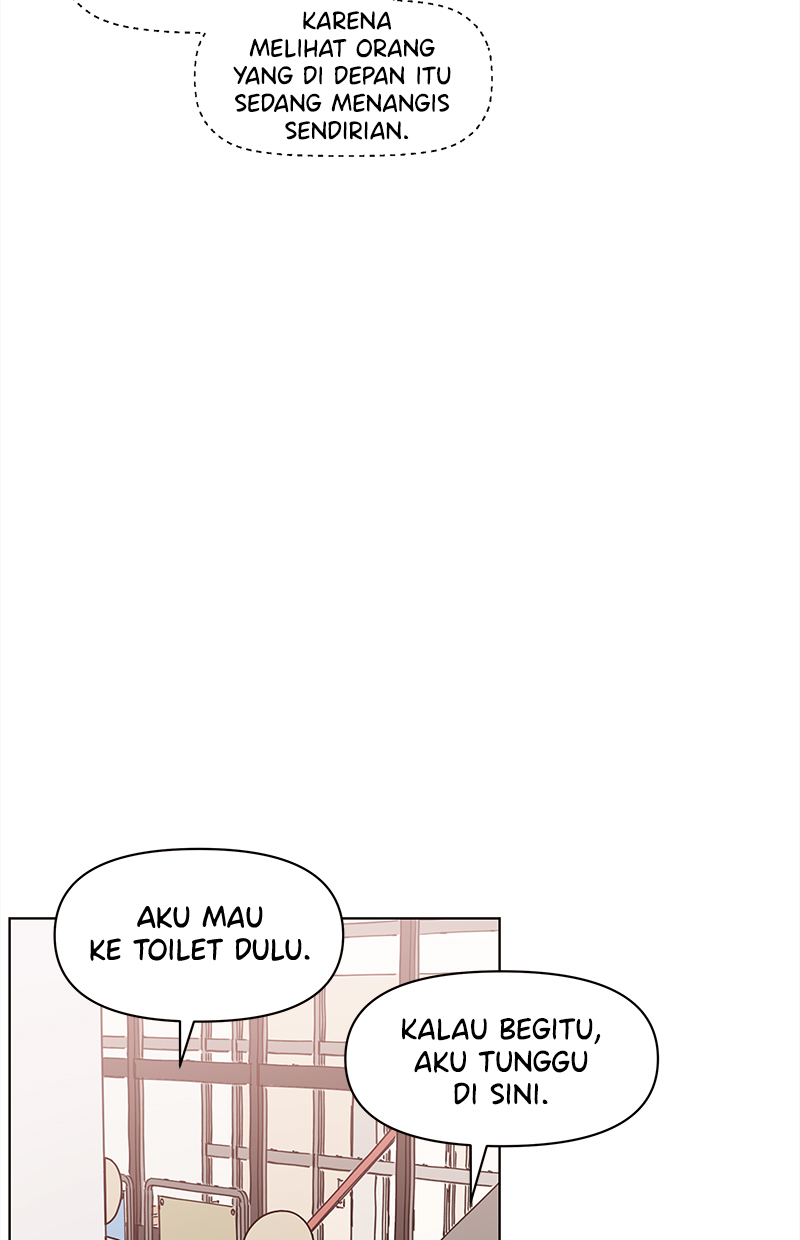 KARENA
MELIHAT ORANG
YANG DI DEPAN ITU
SEDANG MENANGIS
SENDIRIAN.
AKU MAU
KE TOILET DULU.
KALAU BEGITU,
AKU TUNGGU
DI SINI.